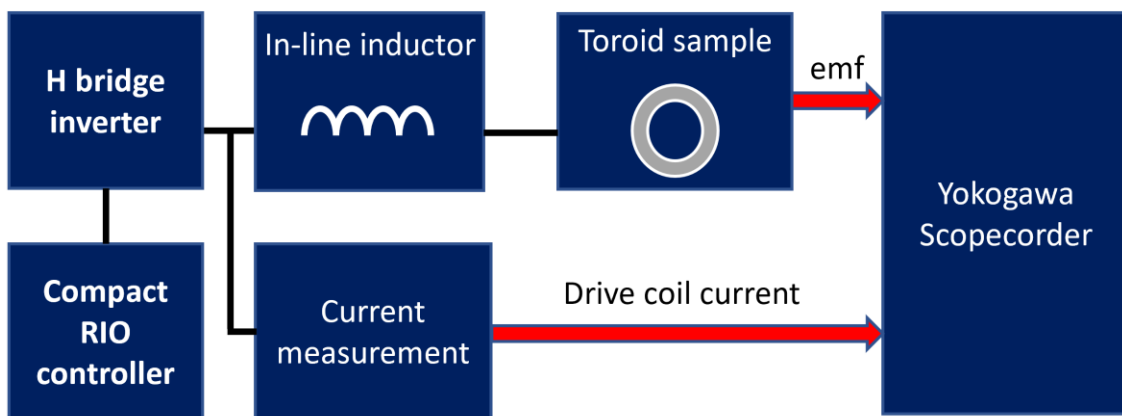 H bridge
inverter
In-line inductor
Toroid sample
emf
Yokogawa
Scopecorder
Compact
RIO
controller
Current
measurement
Drive coil current